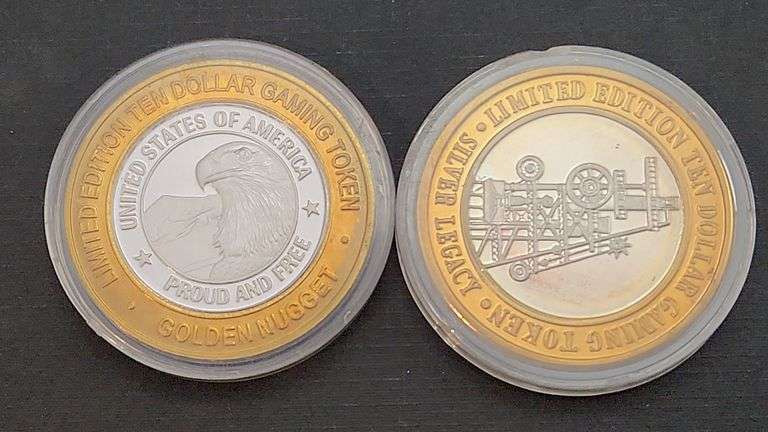 LIMITED EDITION TEN DOLLAR GAMING TOKEN
• GOLDEN NUGGET •
UNITED STATES OF AMERICA
★ PROUD AND FREE ★
• LIMITED EDITION TEN DOLLAR GAMING TOKEN •
SILVER LEGACY